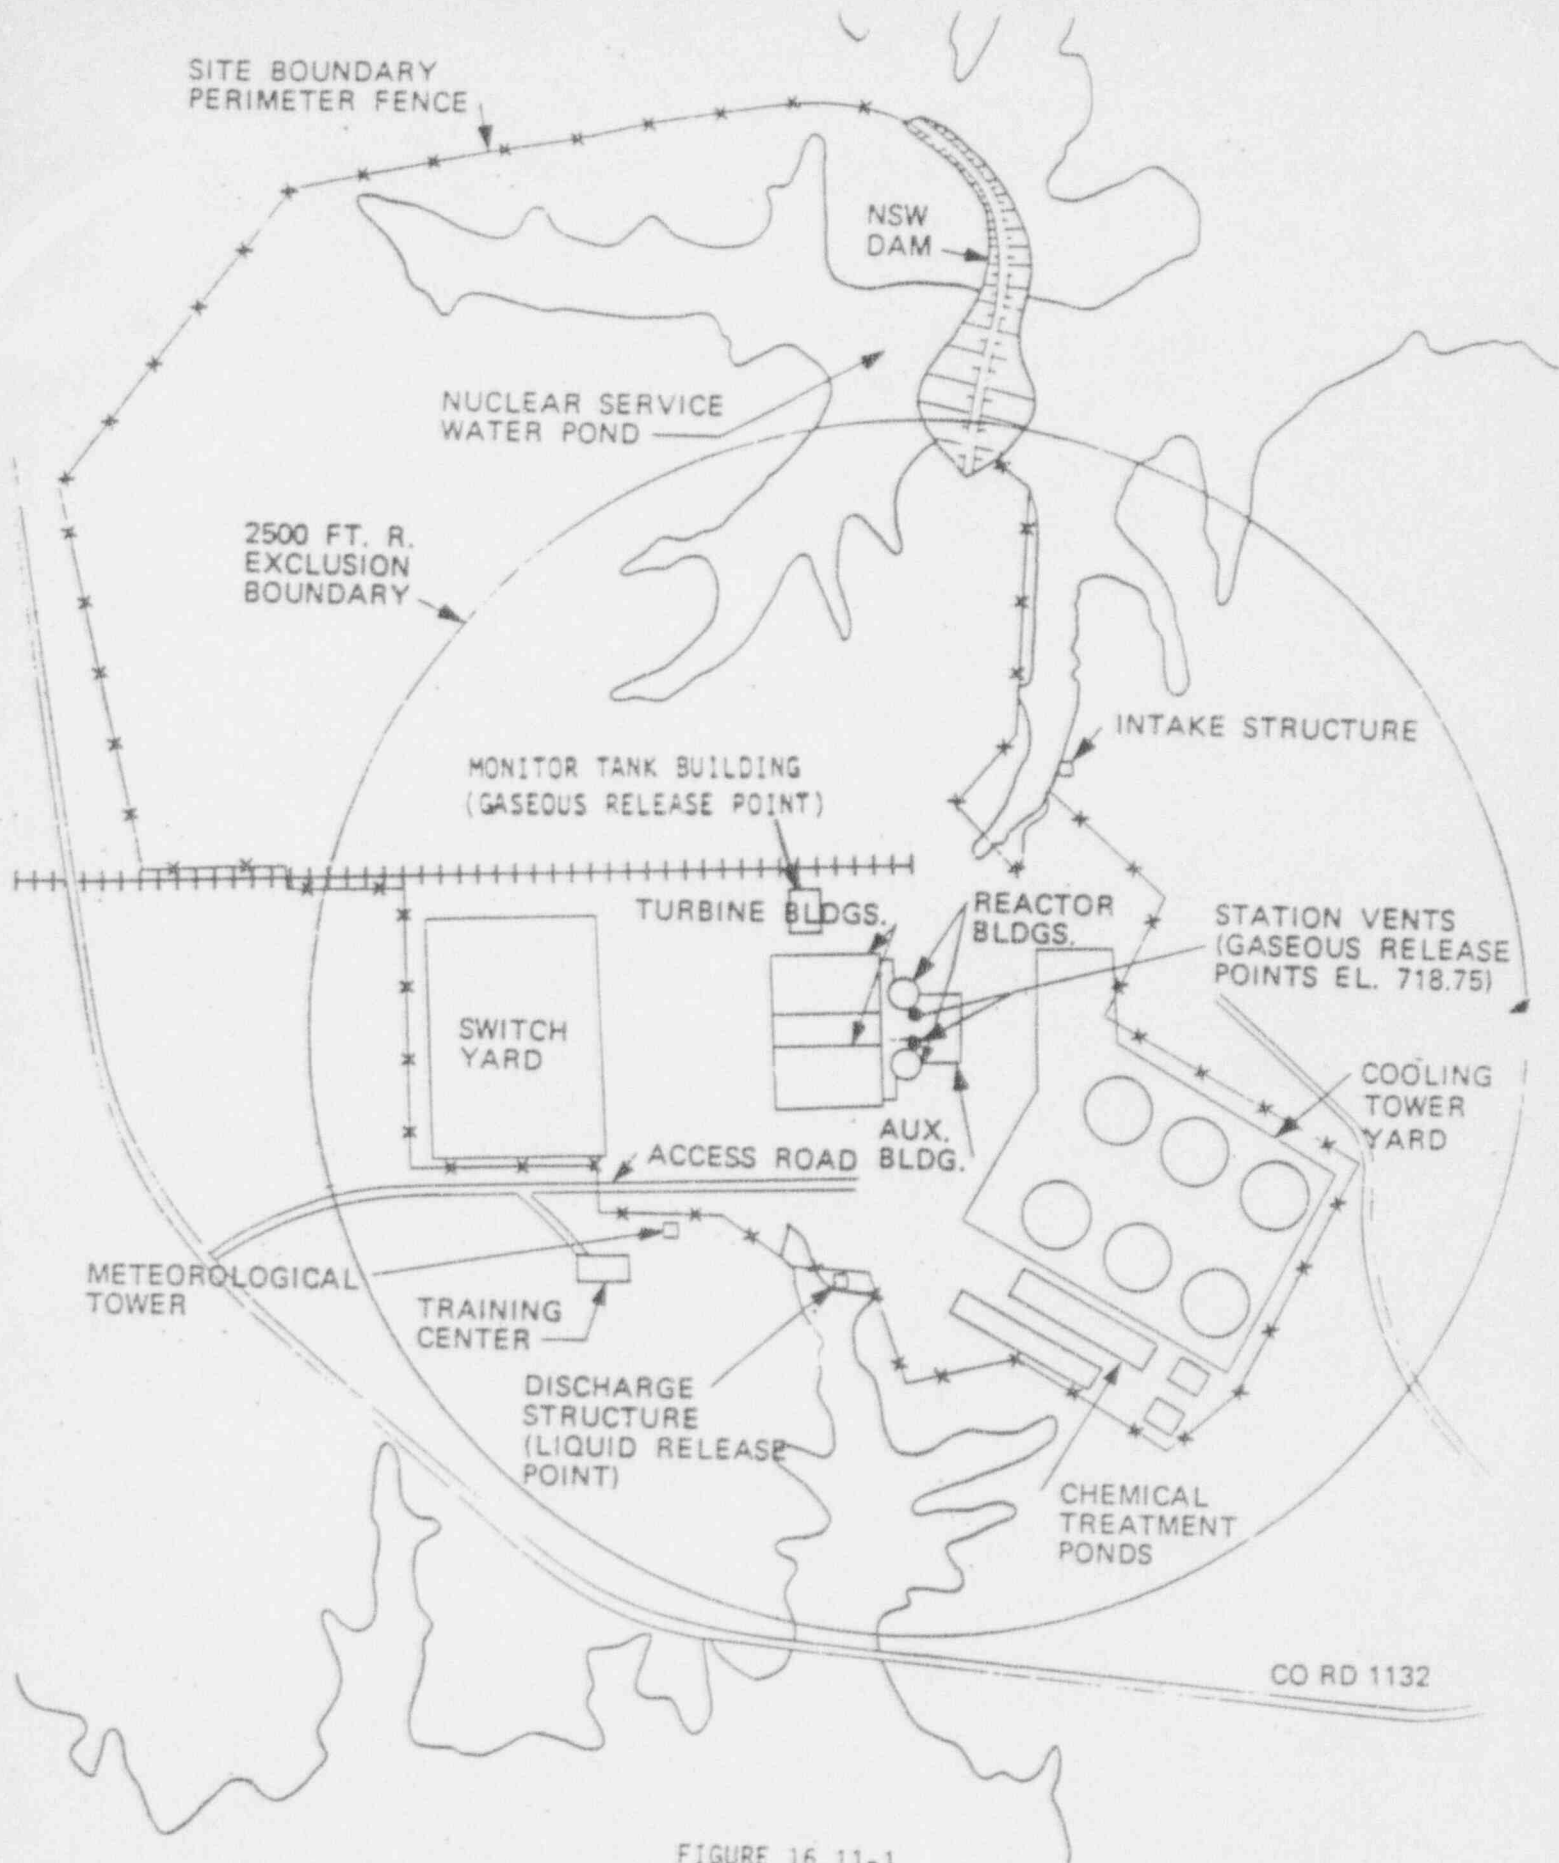 SITE BOUNDARY
PERIMETER FENCE
NSW
DAM
NUCLEAR SERVICE
WATER POND
2500 FT. R.
EXCLUSION
BOUNDARY
INTAKE STRUCTURE
MONITOR TANK BUILDING
(GASEOUS RELEASE POINT)
TURBINE BLDGS.
REACTOR
BLDGS.
STATION VENTS
(GASEOUS RELEASE
POINTS EL. 718.75)
SWITCH
YARD
COOLING
TOWER
YARD
AUX.
BLDG.
ACCESS ROAD
METEOROLOGICAL
TOWER
TRAINING
CENTER
DISCHARGE
STRUCTURE
(LIQUID RELEASE
POINT)
CHEMICAL
TREATMENT
PONDS
CO RD 1132
FIGURE 16.11-1